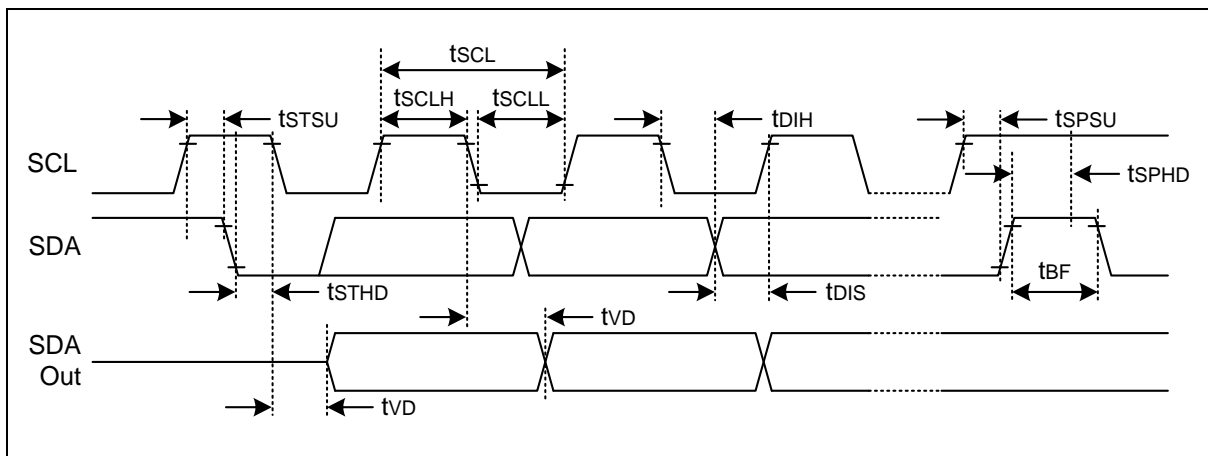 tSCL
tSCLH
tSCLL
tSTSU
tDIH
tSPSU
SCL
tSPHD
SDA
tSTHD
tDIS
tBF
tVD
SDA
Out
tVD